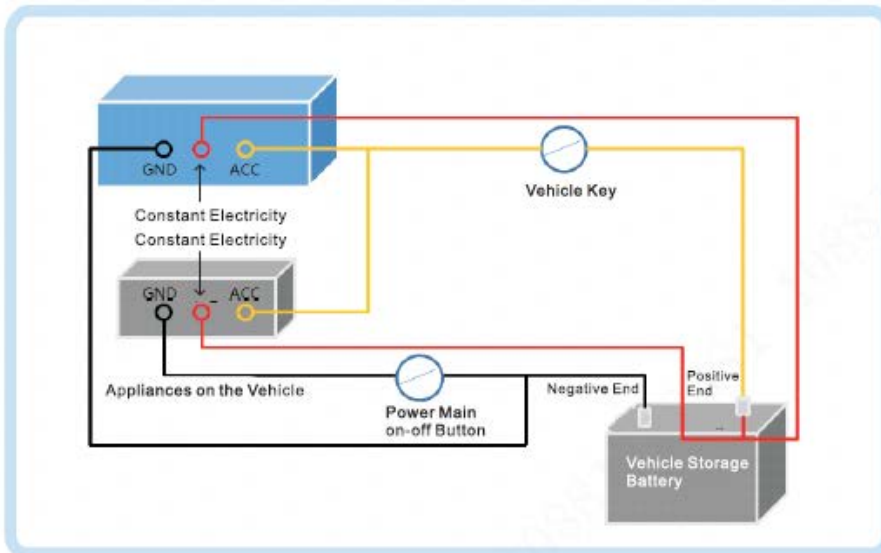 GND
ACC
Vehicle Key
Constant Electricity
Constant Electricity
GND
ACC
Appliances on the Vehicle
Power Main
on-off Button
Negative End
Positive
End
Vehicle Storage
Battery